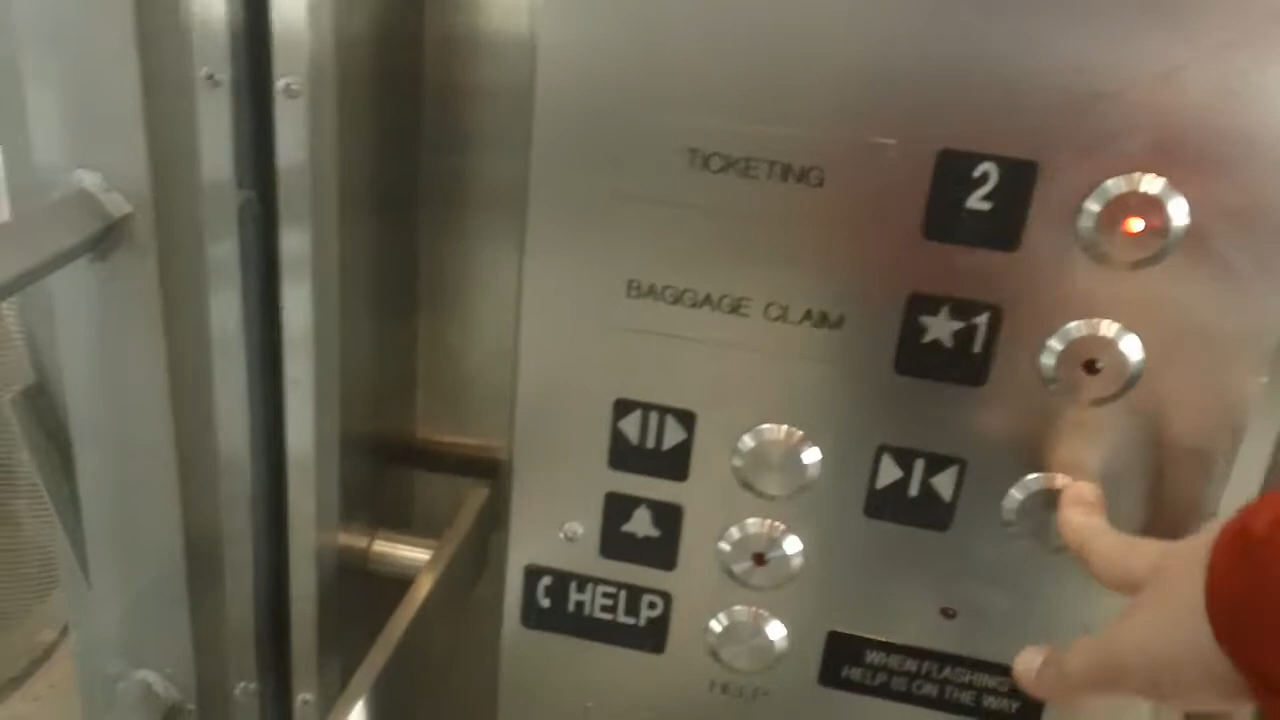 TICKETING 2
BAGGAGE CLAIM ★1
HELP
HELP
WHEN FLASHING
HELP IS ON THE WAY